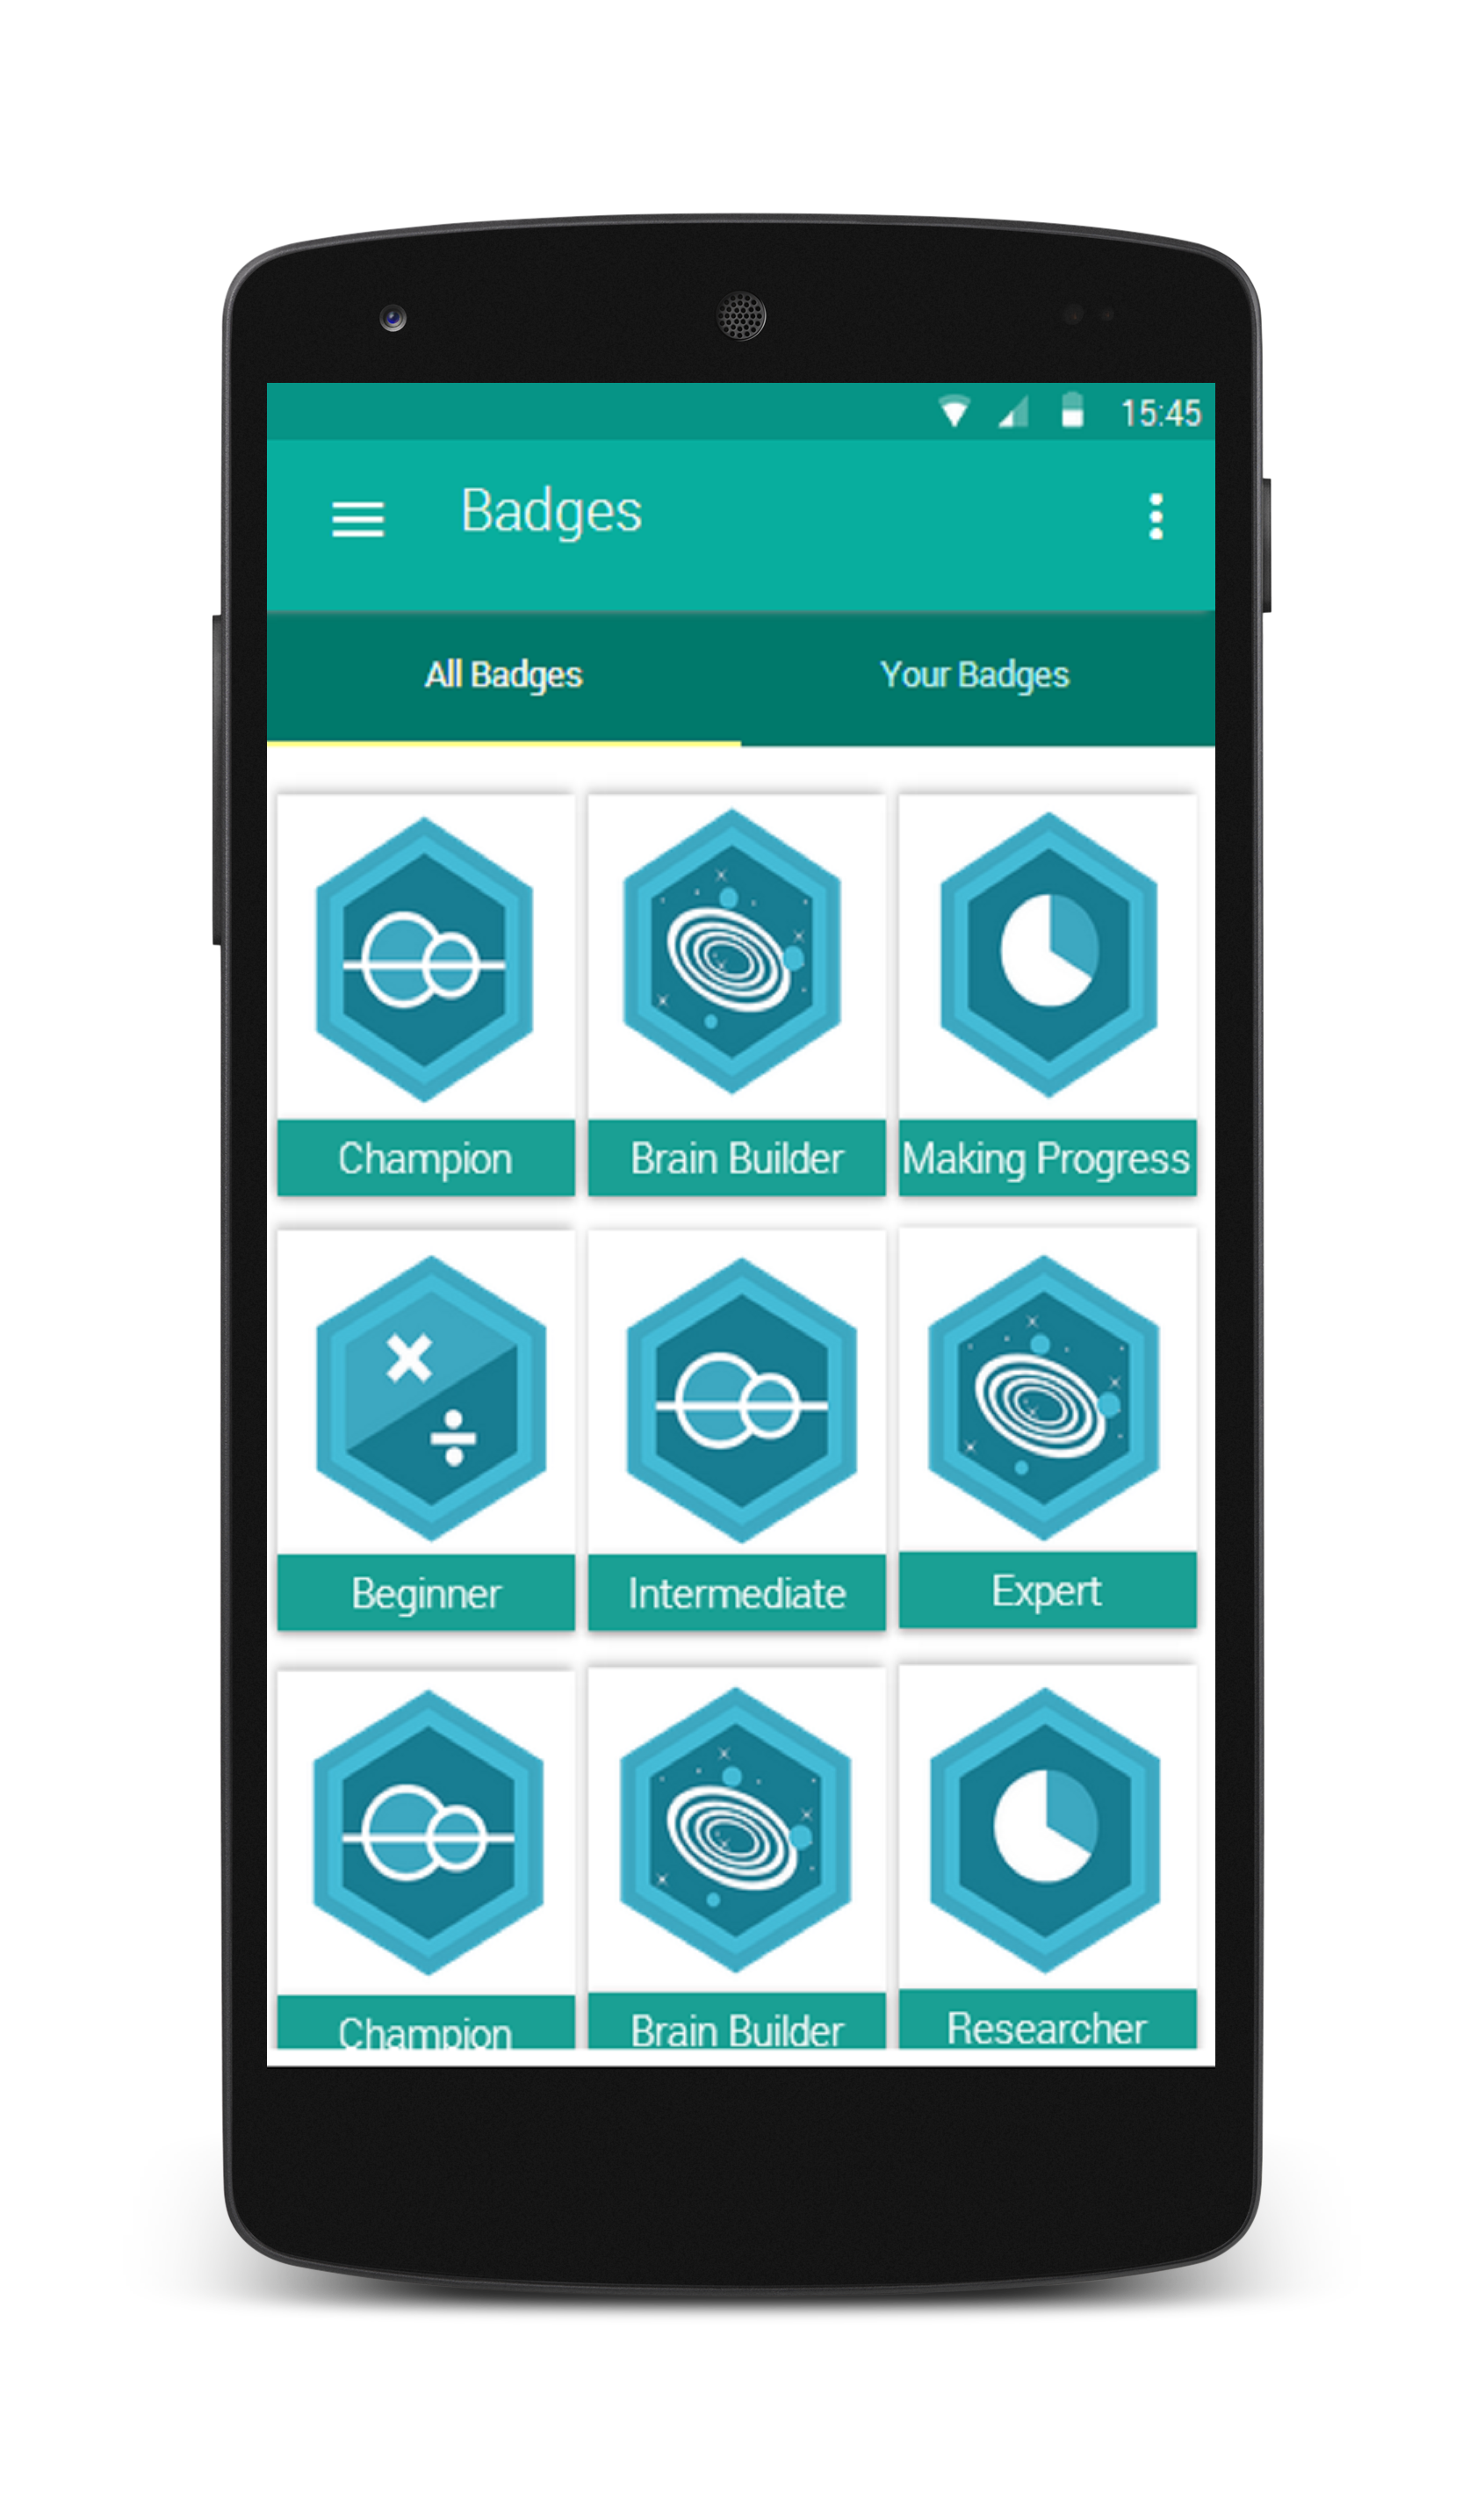 15:45
Badges
All Badges Your Badges
Champion Brain Builder Making Progress
Beginner Intermediate Expert
Champion Brain Builder Researcher